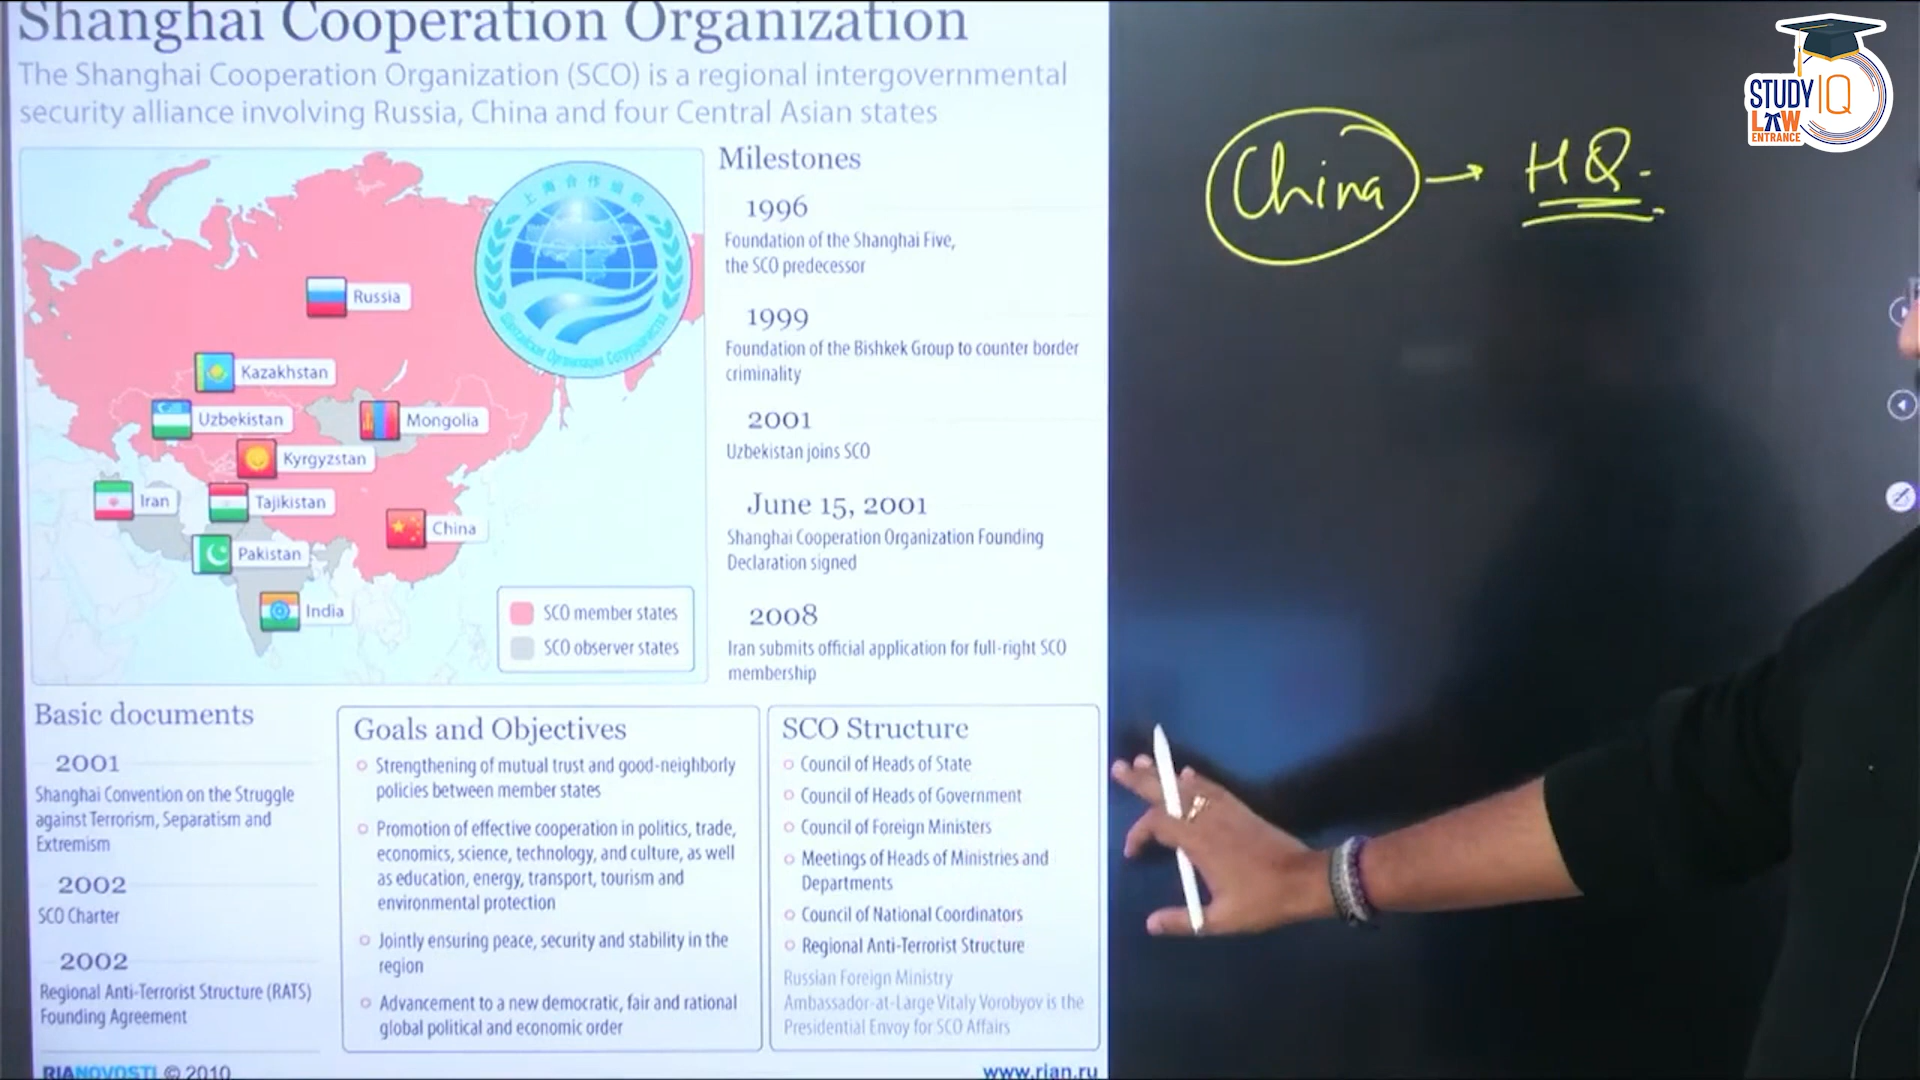 Shanghai Cooperation Organization
The Shanghai Cooperation Organization (SCO) is a regional intergovernmental
security alliance involving Russia, China and four Central Asian states
上海合作组织
Шанхайская Организация Сотрудничества
Russia
Kazakhstan
Uzbekistan
Mongolia
Kyrgyzstan
Iran
Tajikistan
China
Pakistan
India
SCO member states
SCO observer states
Milestones
1996
Foundation of the Shanghai Five,
the SCO predecessor
1999
Foundation of the Bishkek Group to counter border
criminality
2001
Uzbekistan joins SCO
June 15, 2001
Shanghai Cooperation Organization Founding
Declaration signed
2008
Iran submits official application for full-right SCO
membership
Basic documents
2001
Shanghai Convention on the Struggle
against Terrorism, Separatism and
Extremism
2002
SCO Charter
2002
Regional Anti-Terrorist Structure (RATS)
Founding Agreement
Goals and Objectives
Strengthening of mutual trust and good-neighborly
policies between member states
Promotion of effective cooperation in politics, trade,
economics, science, technology, and culture, as well
as education, energy, transport, tourism and
environmental protection
Jointly ensuring peace, security and stability in the
region
Advancement to a new democratic, fair and rational
global political and economic order
SCO Structure
Council of Heads of State
Council of Heads of Government
Council of Foreign Ministers
Meetings of Heads of Ministries and
Departments
Council of National Coordinators
Regional Anti-Terrorist Structure
Russian Foreign Ministry
Ambassador-at-Large Vitaly Vorobyov is the
Presidential Envoy for SCO Affairs
RIANOVOSTI © 2010
www.rian.ru
China → HQ.
STUDY IQ
LAW
ENTRANCE